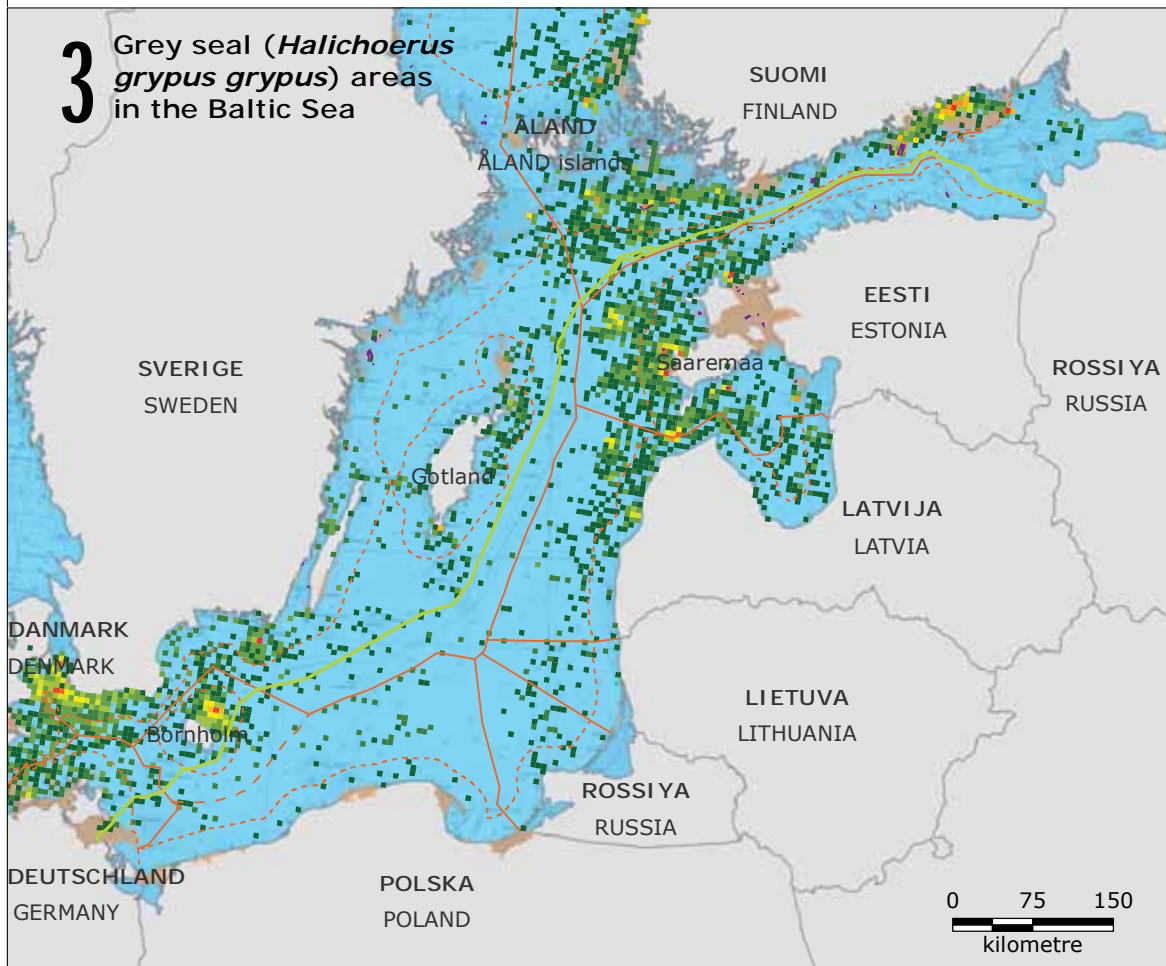 3
Grey seal (Halichoerus
grypus grypus) areas
in the Baltic Sea
SUOMI
FINLAND
ÅLAND
ÅLAND islands
EESTI
ESTONIA
SVERIGE
SWEDEN
Saaremaa
ROSSIYA
RUSSIA
Gotland
LATVIJA
LATVIA
DANMARK
DENMARK
LIETUVA
LITHUANIA
Bornholm
ROSSIYA
RUSSIA
DEUTSCHLAND
GERMANY
POLSKA
POLAND
0 75 150
kilometre